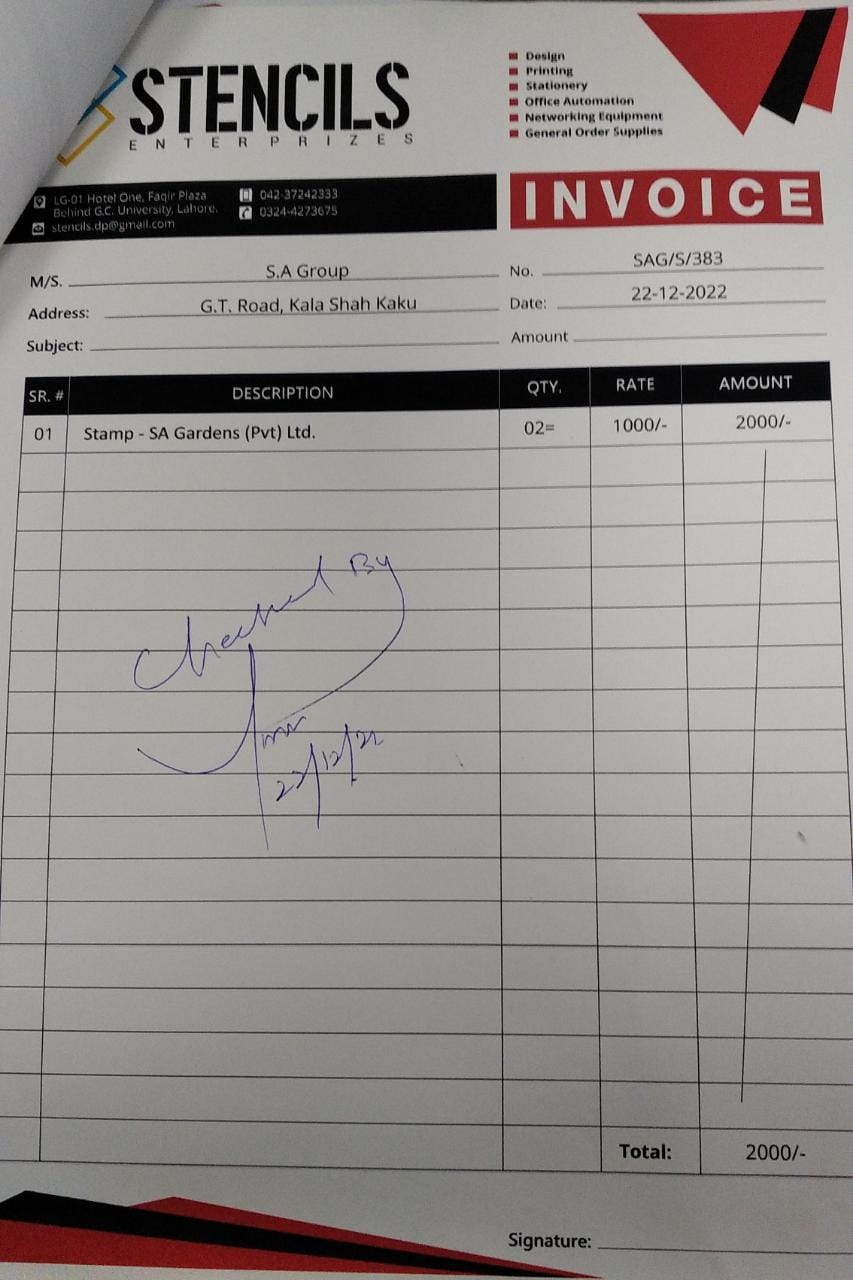 STENCILS
ENTERPRIZES
Design
Printing
Stationery
Office Automation
Networking Equipment
General Order Supplies
LG-01 Hotel One, Faqir Plaza
Behind G.C. University, Lahore.
stencils.dp@gmail.com
042-37242333
0324-4273675
INVOICE
M/S. S.A Group
No. SAG/S/383
Address: G.T. Road, Kala Shah Kaku
Date: 22-12-2022
Subject:
Amount
SR. # DESCRIPTION QTY. RATE AMOUNT
01 Stamp - SA Gardens (Pvt) Ltd. 02= 1000/- 2000/-
Checked By
22/12/22
Total: 2000/-
Signature: